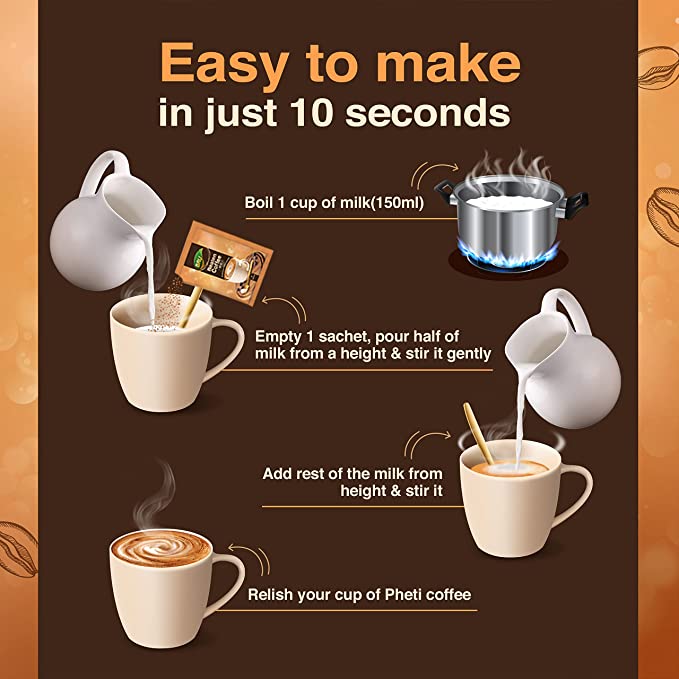 Easy to make
in just 10 seconds
Boil 1 cup of milk(150ml)
Empty 1 sachet, pour half of
milk from a height & stir it gently
Add rest of the milk from
height & stir it
Relish your cup of Pheti coffee